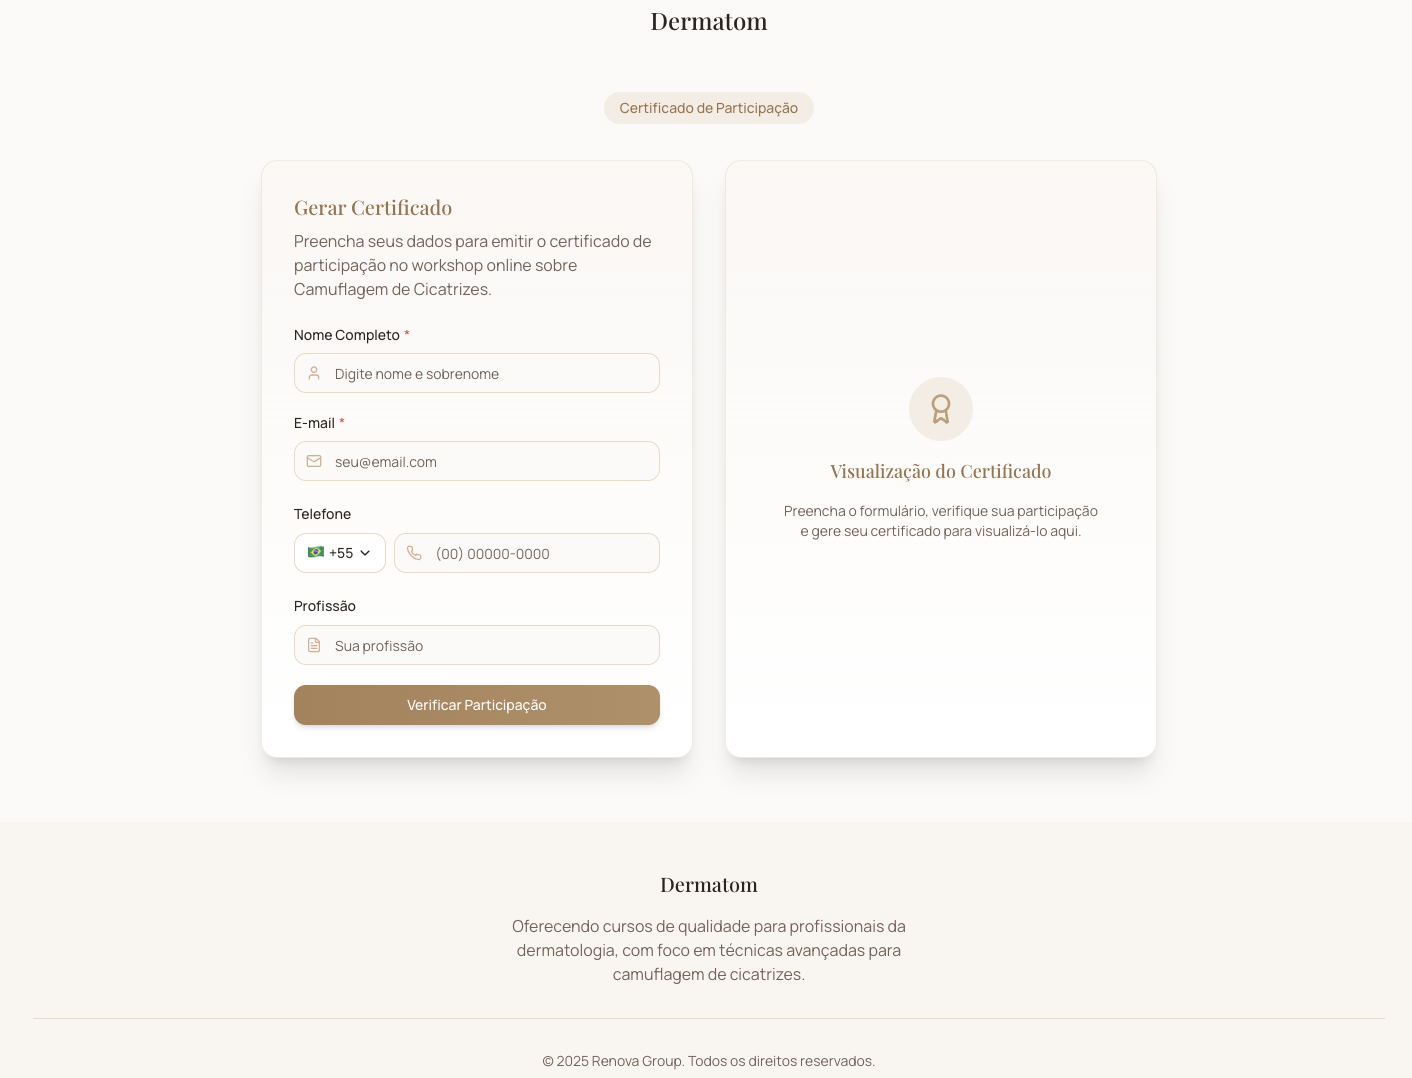 Dermatom
Certificado de Participação
Gerar Certificado
Preencha seus dados para emitir o certificado de
participação no workshop online sobre
Camuflagem de Cicatrizes.
Nome Completo *
Digite nome e sobrenome
E-mail *
seu@email.com
Telefone
+55
(00) 00000-0000
Profissão
Sua profissão
Verificar Participação
Visualização do Certificado
Preencha o formulário, verifique sua participação
e gere seu certificado para visualizá-lo aqui.
Dermatom
Oferecendo cursos de qualidade para profissionais da
dermatologia, com foco em técnicas avançadas para
camuflagem de cicatrizes.
© 2025 Renova Group. Todos os direitos reservados.